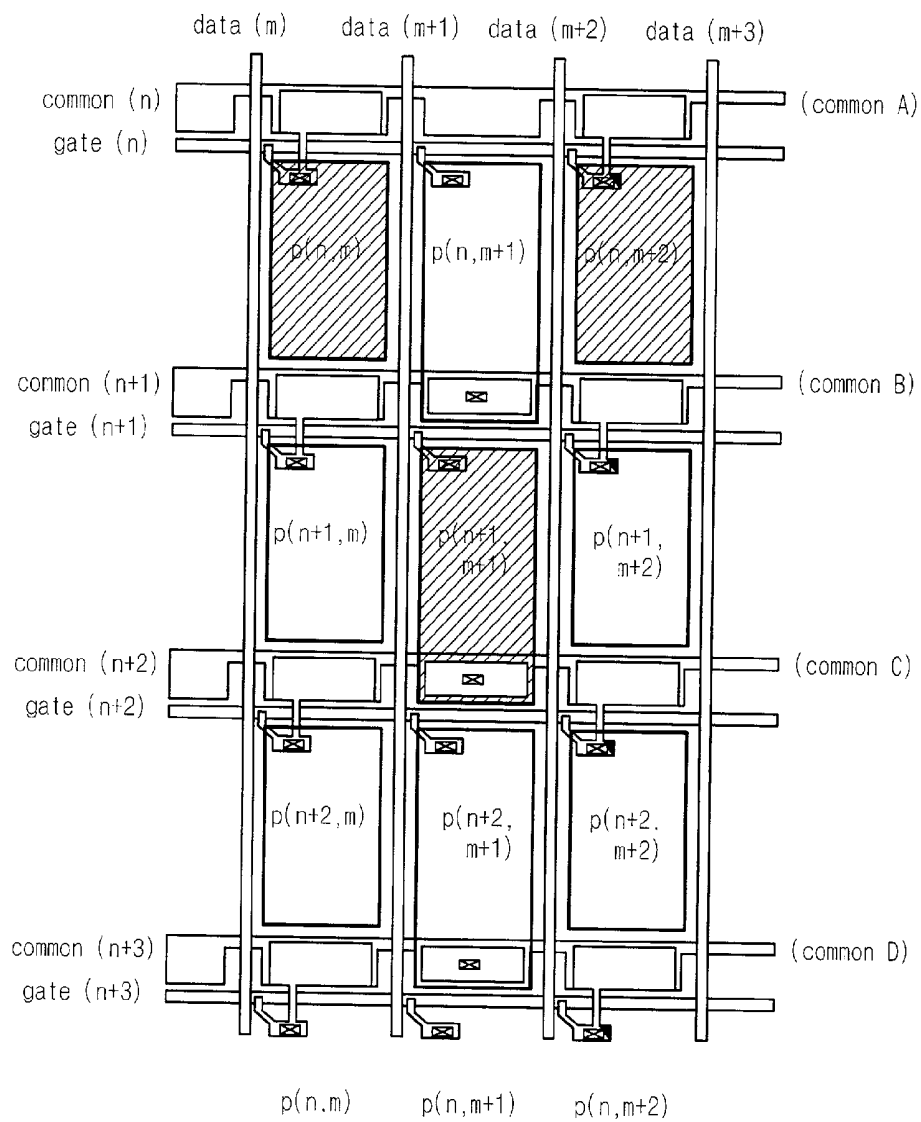 data (m) data (m+1) data (m+2) data (m+3)
common (n) (common A)
gate (n)
p(n,m) p(n,m+1) p(n,m+2)
common (n+1) (common B)
gate (n+1)
p(n+1,m) p(n+1, p(n+1,
m+1) m+2)
common (n+2) (common C)
gate (n+2)
p(n+2,m) p(n+2, p(n+2.
m+1) m+2)
common (n+3) (common D)
gate (n+3)
p(n.m) p(n,m+1) p(n,m+2)